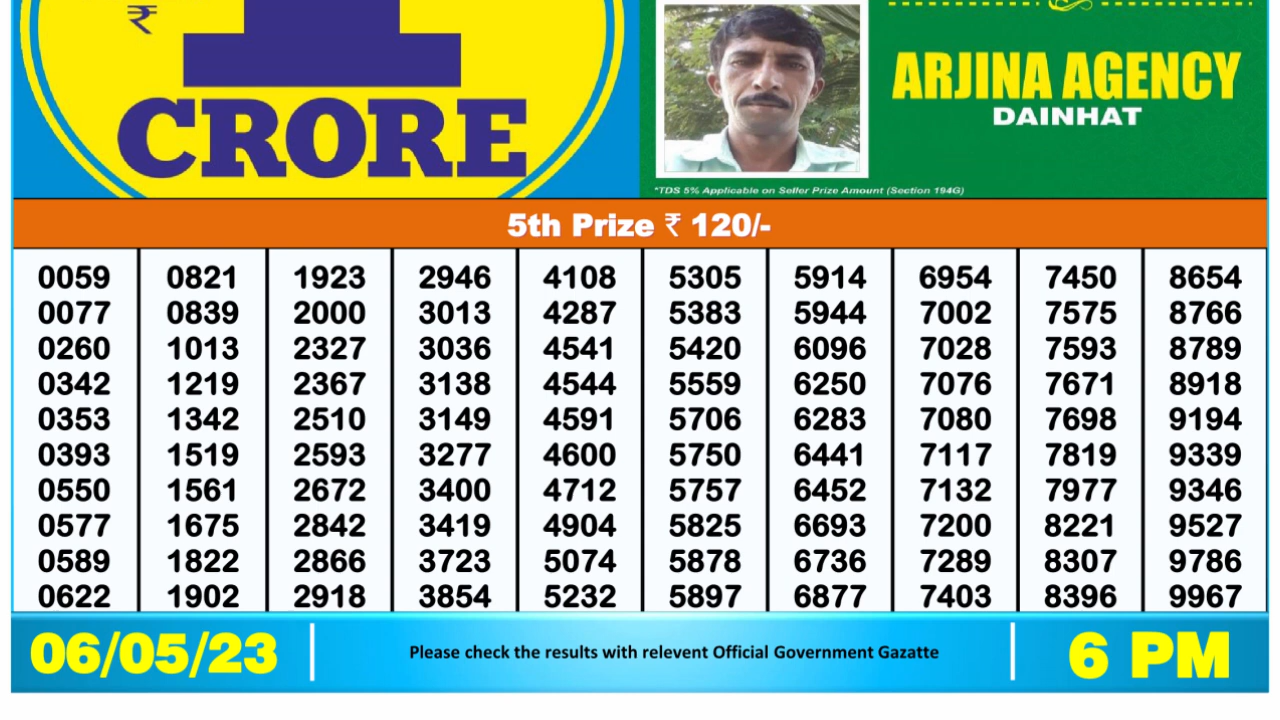 ₹
1
CRORE
ARJINA AGENCY
DAINHAT
*TDS 5% Applicable on Seller Prize Amount (Section 194G)
5th Prize ₹ 120/-
0059 0821 1923 2946 4108 5305 5914 6954 7450 8654
0077 0839 2000 3013 4287 5383 5944 7002 7575 8766
0260 1013 2327 3036 4541 5420 6096 7028 7593 8789
0342 1219 2367 3138 4544 5559 6250 7076 7671 8918
0353 1342 2510 3149 4591 5706 6283 7080 7698 9194
0393 1519 2593 3277 4600 5750 6441 7117 7819 9339
0550 1561 2672 3400 4712 5757 6452 7132 7977 9346
0577 1675 2842 3419 4904 5825 6693 7200 8221 9527
0589 1822 2866 3723 5074 5878 6736 7289 8307 9786
0622 1902 2918 3854 5232 5897 6877 7403 8396 9967
06/05/23
Please check the results with relevent Official Government Gazatte
6 PM